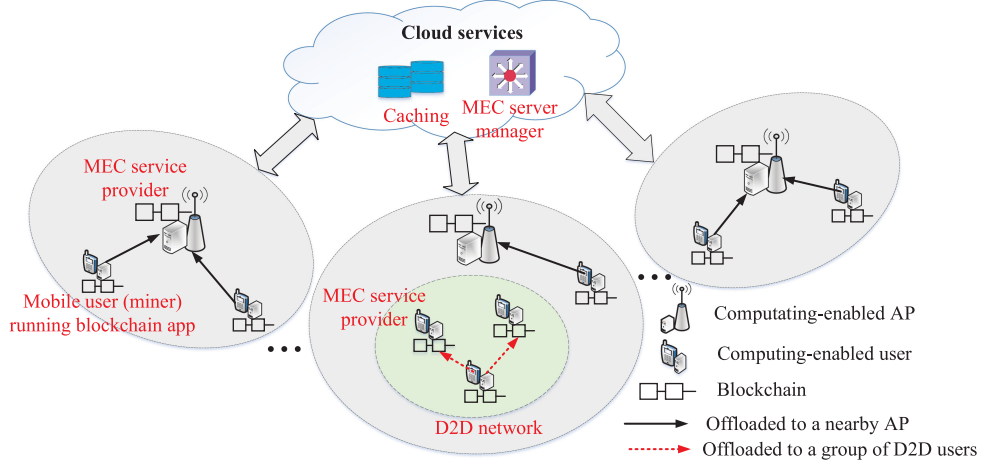 Cloud services
Caching
MEC server
manager
MEC service
provider
Mobile user (miner)
running blockchain app
MEC service
provider
D2D network
Computating-enabled AP
Computing-enabled user
Blockchain
Offloaded to a nearby AP
Offloaded to a group of D2D users